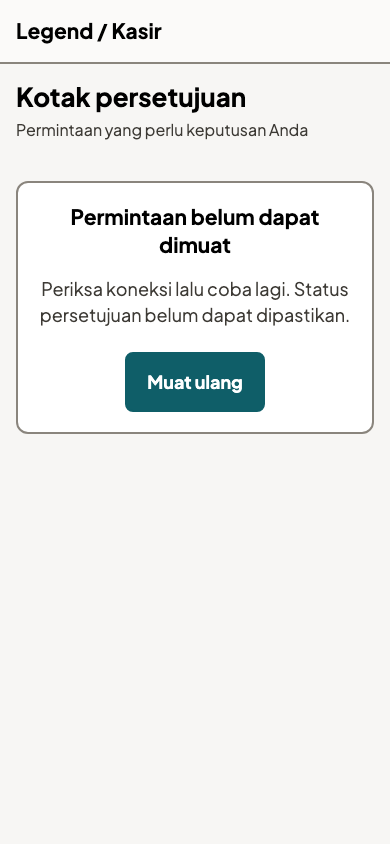 Legend / Kasir
Kotak persetujuan
Permintaan yang perlu keputusan Anda
Permintaan belum dapat
dimuat
Periksa koneksi lalu coba lagi. Status
persetujuan belum dapat dipastikan.
Muat ulang